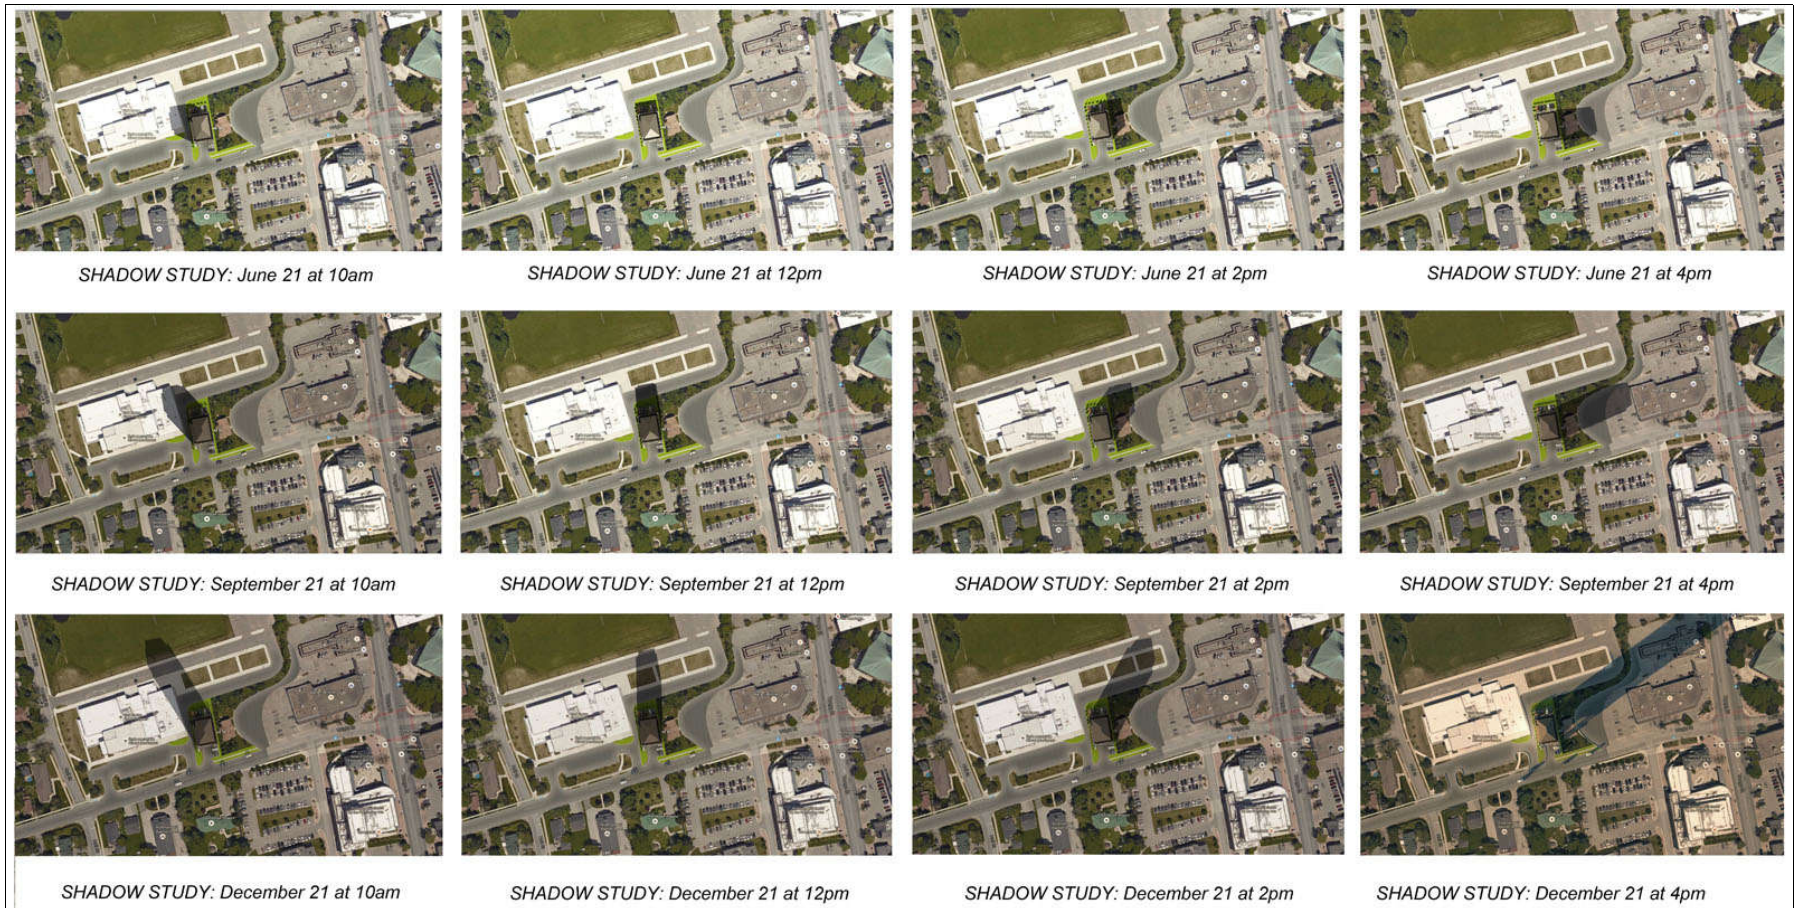 SHADOW STUDY: June 21 at 10am
SHADOW STUDY: June 21 at 12pm
SHADOW STUDY: June 21 at 2pm
SHADOW STUDY: June 21 at 4pm
SHADOW STUDY: September 21 at 10am
SHADOW STUDY: September 21 at 12pm
SHADOW STUDY: September 21 at 2pm
SHADOW STUDY: September 21 at 4pm
SHADOW STUDY: December 21 at 10am
SHADOW STUDY: December 21 at 12pm
SHADOW STUDY: December 21 at 2pm
SHADOW STUDY: December 21 at 4pm